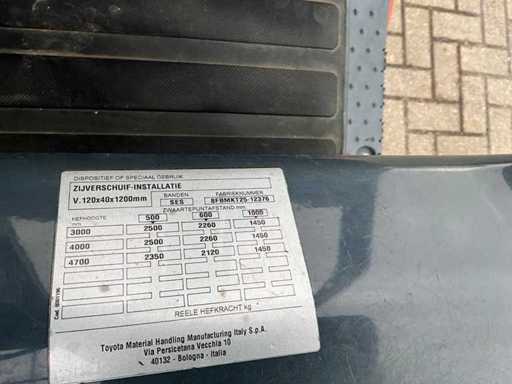 DISPOSITIEF OF SPECIAAL GEBRUIK
ZIJVERSCHUIF-INSTALLATIE
V.120x40x1200mm
BANDEN
SES
FABRIEKNUMMER
8FBMKT25-12376
HEFHOOGTE
ZWAARTEPUNTAFSTAND mm
500 600 1000
3000 2500 2260 1450
4000 2500 2260 1450
4700 2350 2120 1450
REELE HEFKRACHT kg
Toyota Material Handling Manufacturing Italy S.p.A.
Via Persicetana Vecchia 10
40132 - Bologna - Italia